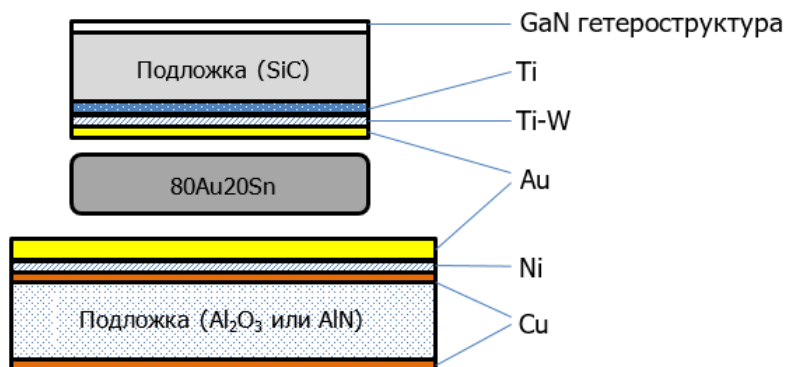 GaN гетероструктура
Подложка (SiC)
Ti
Ti-W
Au
80Au20Sn
Ni
Подложка (Al₂O₃ или AlN)
Cu